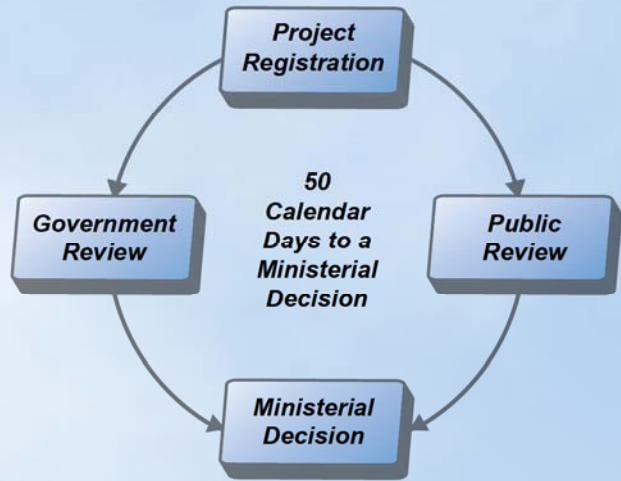 Project
Registration
50
Calendar
Days to a
Ministerial
Decision
Government
Review
Public
Review
Ministerial
Decision